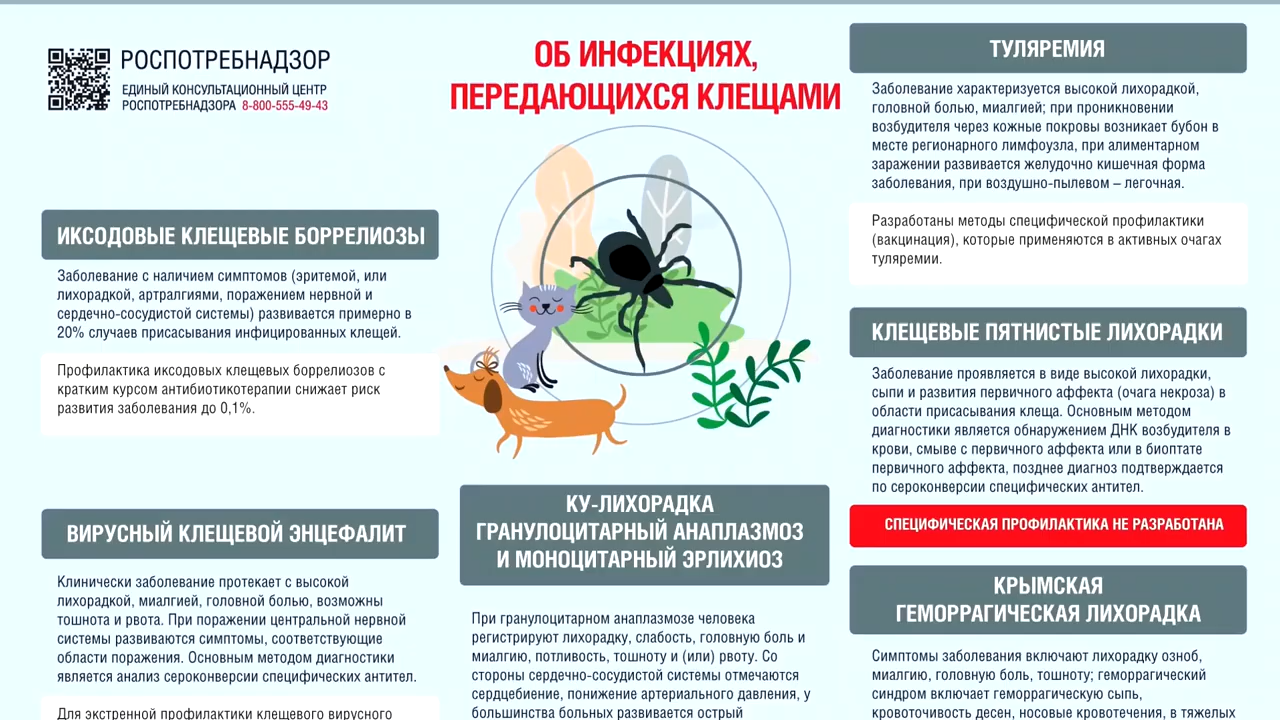 РОСПОТРЕБНАДЗОР
ЕДИНЫЙ КОНСУЛЬТАЦИОННЫЙ ЦЕНТР
РОСПОТРЕБНАДЗОРА 8-800-555-49-43
ОБ ИНФЕКЦИЯХ,
ПЕРЕДАЮЩИХСЯ КЛЕЩАМИ
ИКСОДОВЫЕ КЛЕЩЕВЫЕ БОРРЕЛИОЗЫ
Заболевание с наличием симптомов (эритемой, или
лихорадкой, артралгиями, поражением нервной и
сердечно-сосудистой системы) развивается примерно в
20% случаев присасывания инфицированных клещей.
Профилактика иксодовых клещевых боррелиозов с
кратким курсом антибиотикотерапии снижает риск
развития заболевания до 0,1%.
ВИРУСНЫЙ КЛЕЩЕВОЙ ЭНЦЕФАЛИТ
Клинически заболевание протекает с высокой
лихорадкой, миалгией, головной болью, возможны
тошнота и рвота. При поражении центральной нервной
системы развиваются симптомы, соответствующие
области поражения. Основным методом диагностики
является анализ сероконверсии специфических антител.
Для экстренной профилактики клещевого вирусного
КУ-ЛИХОРАДКА
ГРАНУЛОЦИТАРНЫЙ АНАПЛАЗМОЗ
И МОНОЦИТАРНЫЙ ЭРЛИХИОЗ
При гранулоцитарном анаплазмозе человека
регистрируют лихорадку, слабость, головную боль и
миалгию, потливость, тошноту и (или) рвоту. Со
стороны сердечно-сосудистой системы отмечаются
сердцебиение, понижение артериального давления, у
большинства больных развивается острый
ТУЛЯРЕМИЯ
Заболевание характеризуется высокой лихорадкой,
головной болью, миалгией; при проникновении
возбудителя через кожные покровы возникает бубон в
месте регионарного лимфоузла, при алиментарном
заражении развивается желудочно кишечная форма
заболевания, при воздушно-пылевом – легочная.
Разработаны методы специфической профилактики
(вакцинация), которые применяются в активных очагах
туляремии.
КЛЕЩЕВЫЕ ПЯТНИСТЫЕ ЛИХОРАДКИ
Заболевание проявляется в виде высокой лихорадки,
сыпи и развития первичного аффекта (очага некроза) в
области присасывания клеща. Основным методом
диагностики является обнаружением ДНК возбудителя в
крови, смыве с первичного аффекта или в биоптате
первичного аффекта, позднее диагноз подтверждается
по сероконверсии специфических антител.
СПЕЦИФИЧЕСКАЯ ПРОФИЛАКТИКА НЕ РАЗРАБОТАНА
КРЫМСКАЯ
ГЕМОРРАГИЧЕСКАЯ ЛИХОРАДКА
Симптомы заболевания включают лихорадку озноб,
миалгию, головную боль, тошноту; геморрагический
синдром включает геморрагическую сыпь,
кровоточивость десен, носовые кровотечения, в тяжелых